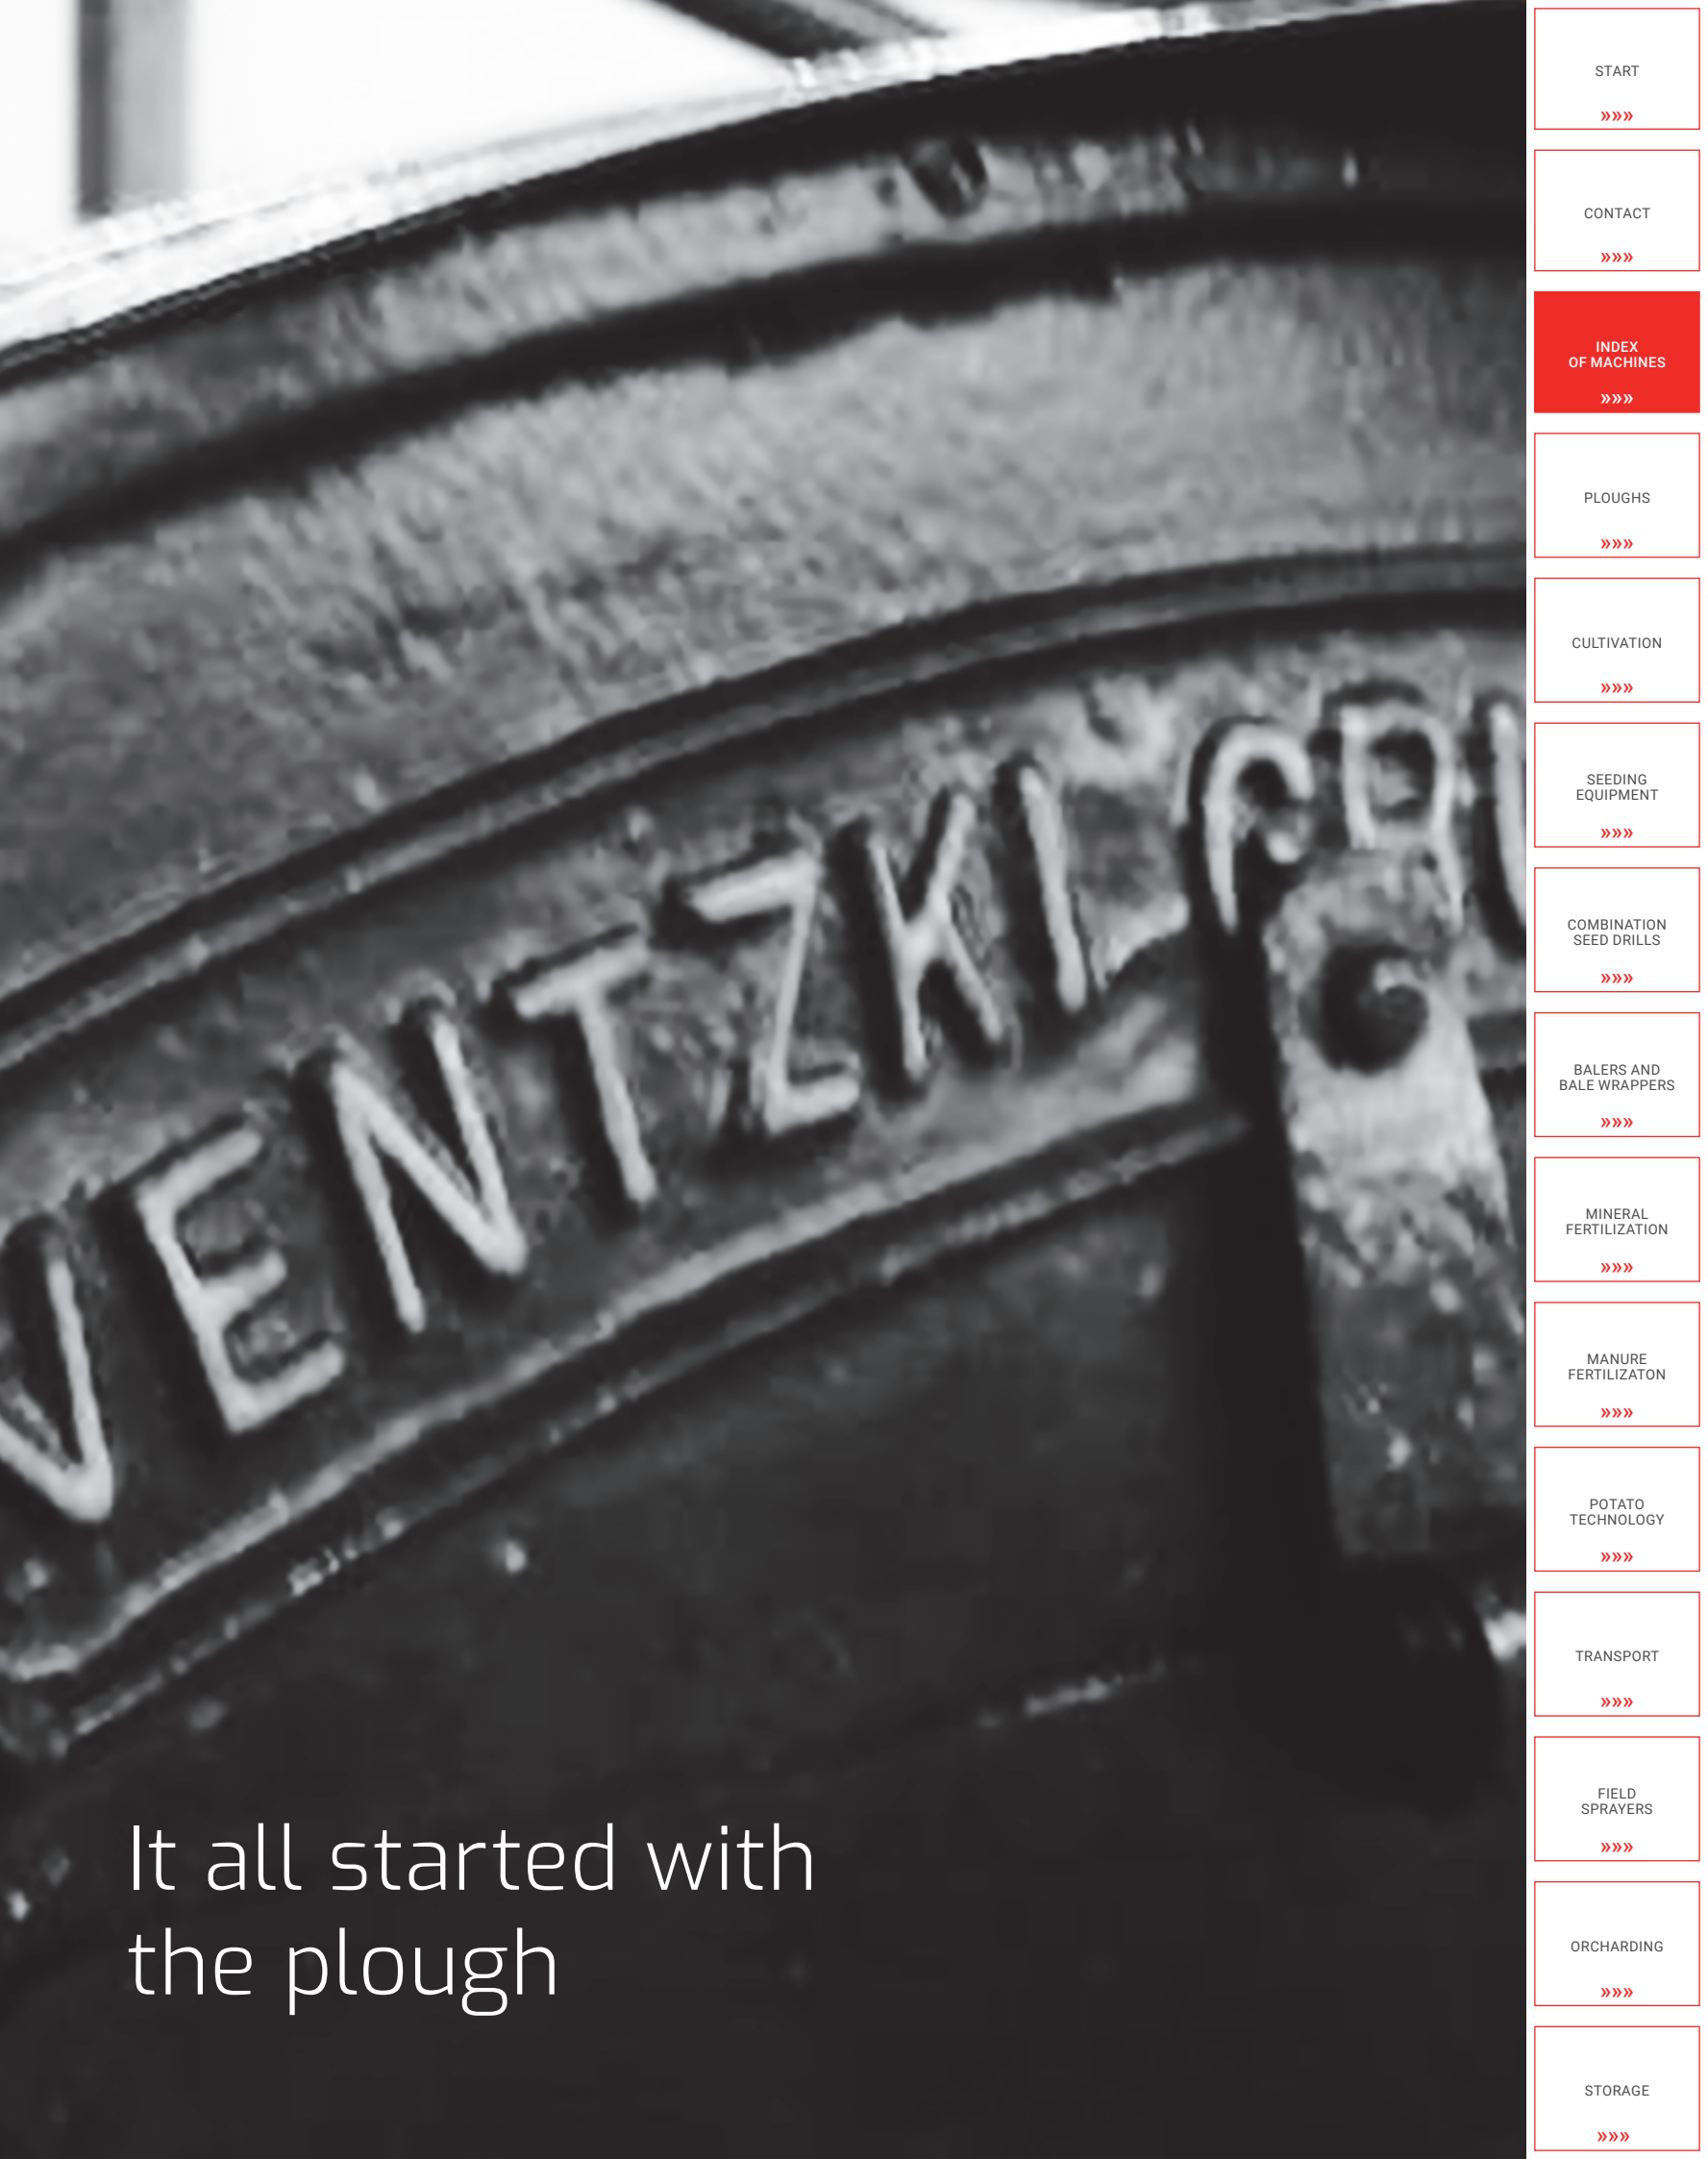 VENTZKI GRU
It all started with
the plough
START
»»»
CONTACT
»»»
INDEX
OF MACHINES
»»»
PLOUGHS
»»»
CULTIVATION
»»»
SEEDING
EQUIPMENT
»»»
COMBINATION
SEED DRILLS
»»»
BALERS AND
BALE WRAPPERS
»»»
MINERAL
FERTILIZATION
»»»
MANURE
FERTILIZATON
»»»
POTATO
TECHNOLOGY
»»»
TRANSPORT
»»»
FIELD
SPRAYERS
»»»
ORCHARDING
»»»
STORAGE
»»»